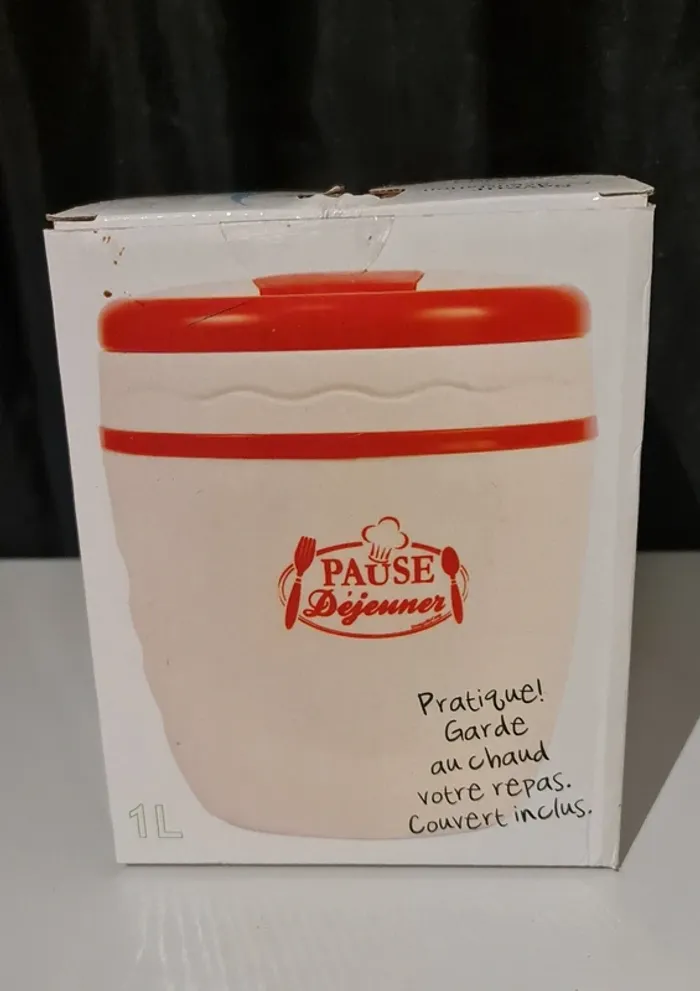 PAUSE
Déjeuner
Pratique!
Garde
au chaud
votre repas.
Couvert inclus.
1L